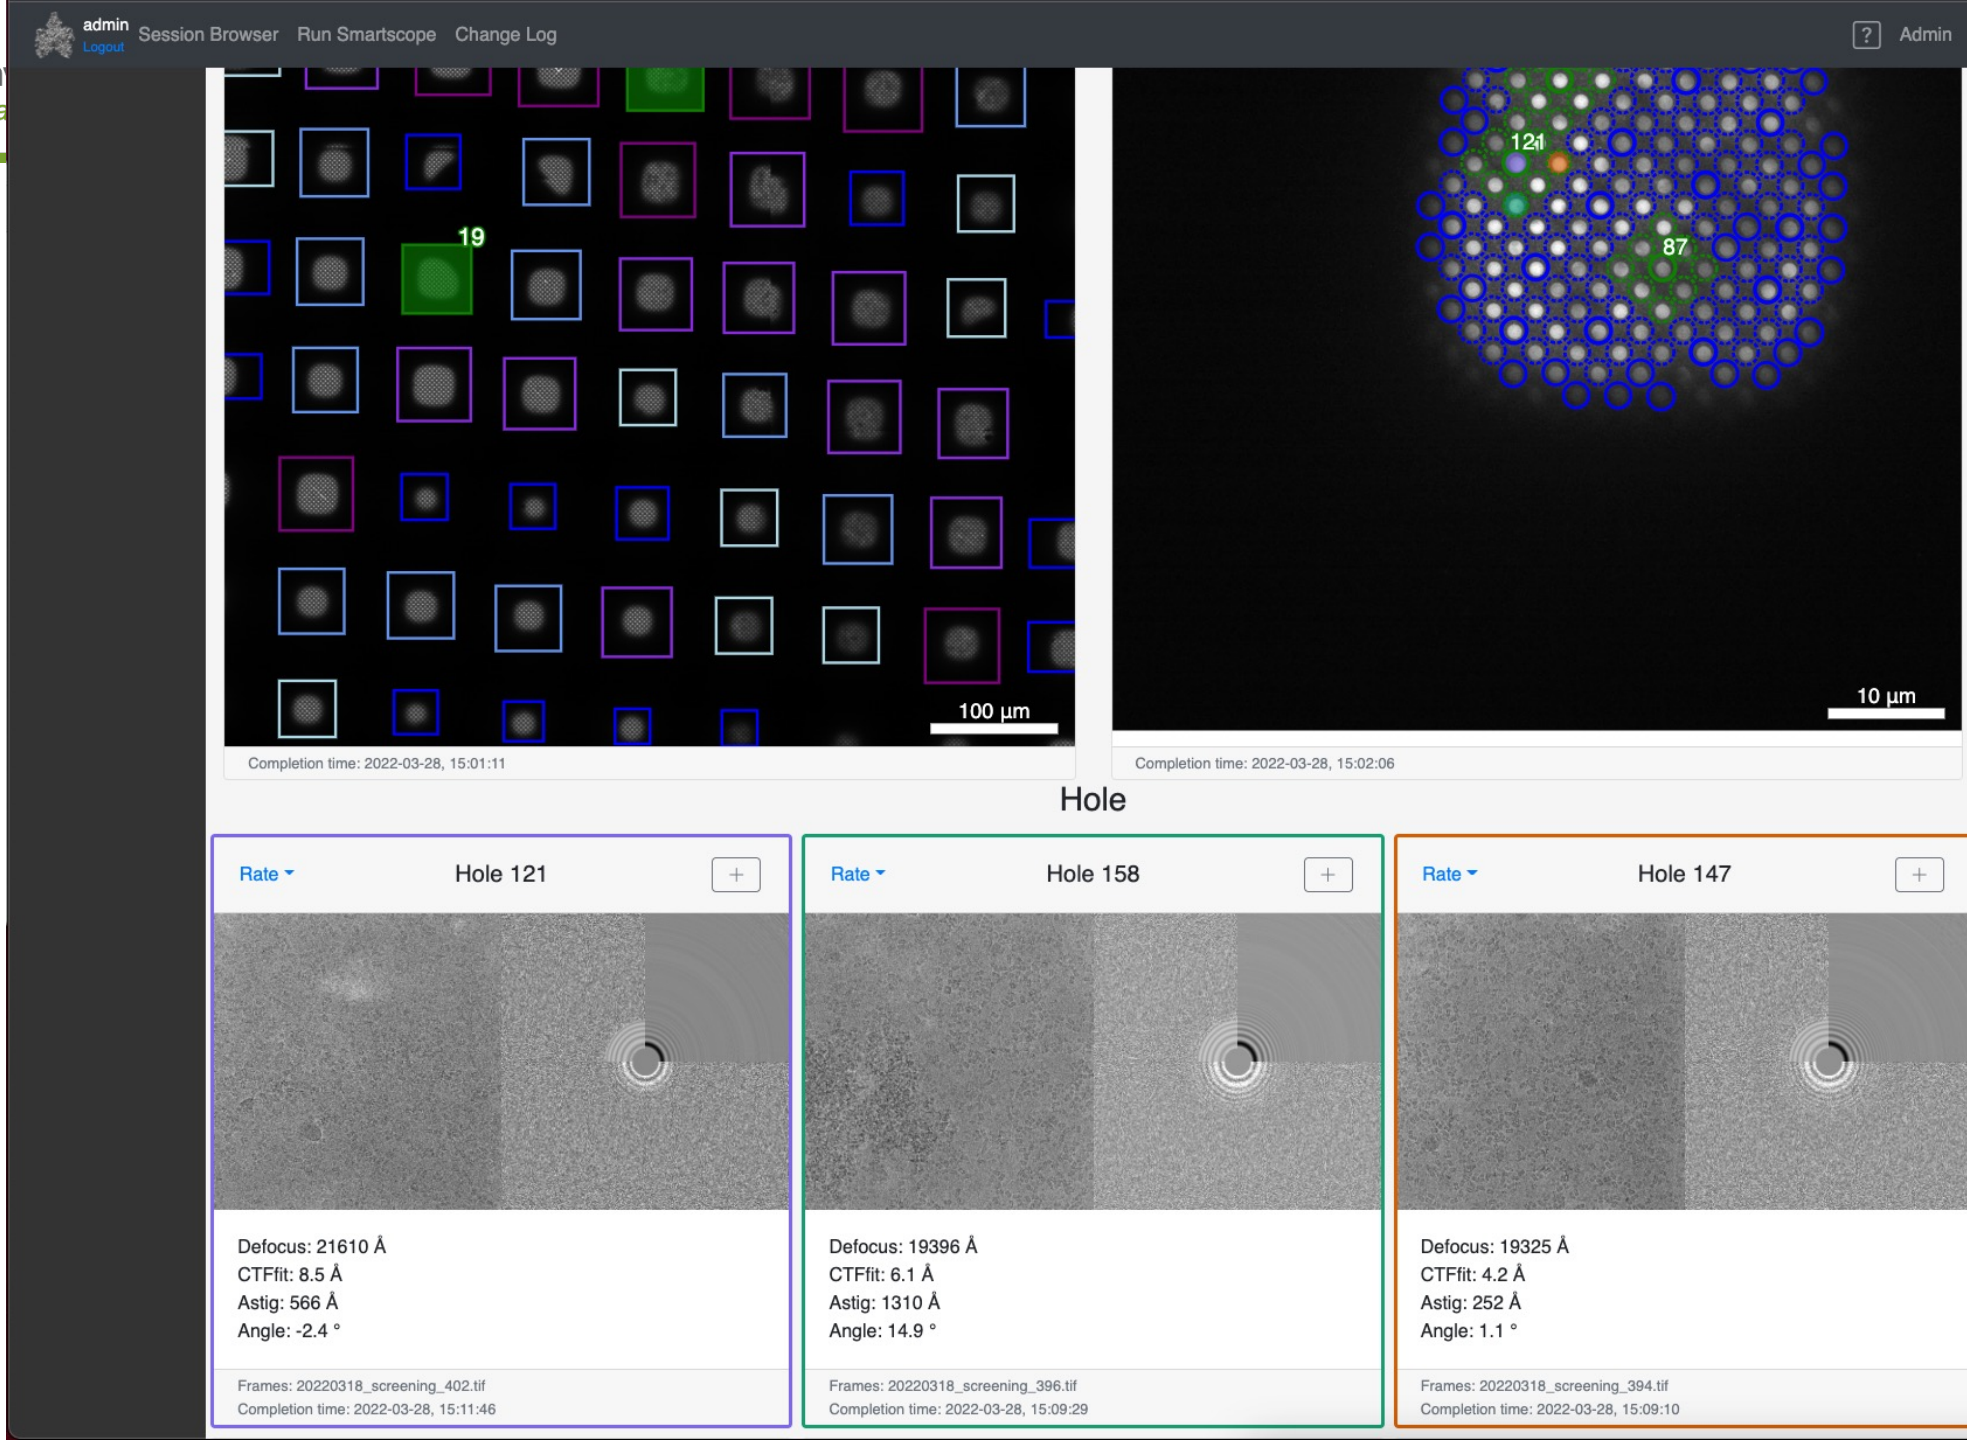 admin
Logout
Session Browser
Run Smartscope
Change Log
?
Admin
19
100 µm
Completion time: 2022-03-28, 15:01:11
121
87
10 µm
Completion time: 2022-03-28, 15:02:06
Hole
Rate
Hole 121
+
Defocus: 21610 Å
CTFfit: 8.5 Å
Astig: 566 Å
Angle: -2.4 °
Frames: 20220318_screening_402.tif
Completion time: 2022-03-28, 15:11:46
Rate
Hole 158
+
Defocus: 19396 Å
CTFfit: 6.1 Å
Astig: 1310 Å
Angle: 14.9 °
Frames: 20220318_screening_396.tif
Completion time: 2022-03-28, 15:09:29
Rate
Hole 147
+
Defocus: 19325 Å
CTFfit: 4.2 Å
Astig: 252 Å
Angle: 1.1 °
Frames: 20220318_screening_394.tif
Completion time: 2022-03-28, 15:09:10